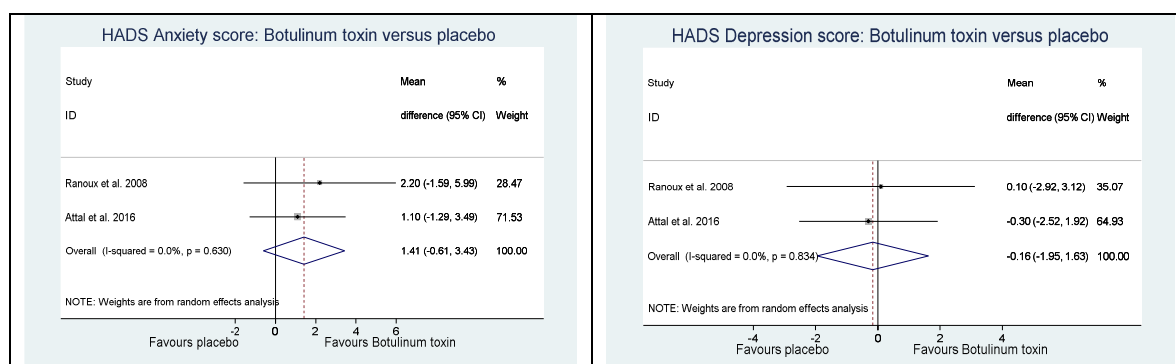 HADS Anxiety score: Botulinum toxin versus placebo
Study Mean %
ID difference (95% CI) Weight
Ranoux et al. 2008 2.20 (-1.59, 5.99) 28.47
Attal et al. 2016 1.10 (-1.29, 3.49) 71.53
Overall (I-squared = 0.0%, p = 0.630) 1.41 (-0.61, 3.43) 100.00
NOTE: Weights are from random effects analysis
-2 0 2 4 6
Favours placebo Favours Botulinum toxin
HADS Depression score: Botulinum toxin versus placebo
Study Mean %
ID difference (95% CI) Weight
Ranoux et al. 2008 0.10 (-2.92, 3.12) 35.07
Attal et al. 2016 -0.30 (-2.52, 1.92) 64.93
Overall (I-squared = 0.0%, p = 0.834) -0.16 (-1.95, 1.63) 100.00
NOTE: Weights are from random effects analysis
-4 -2 0 2 4
Favours placebo Favours Botulinum toxin